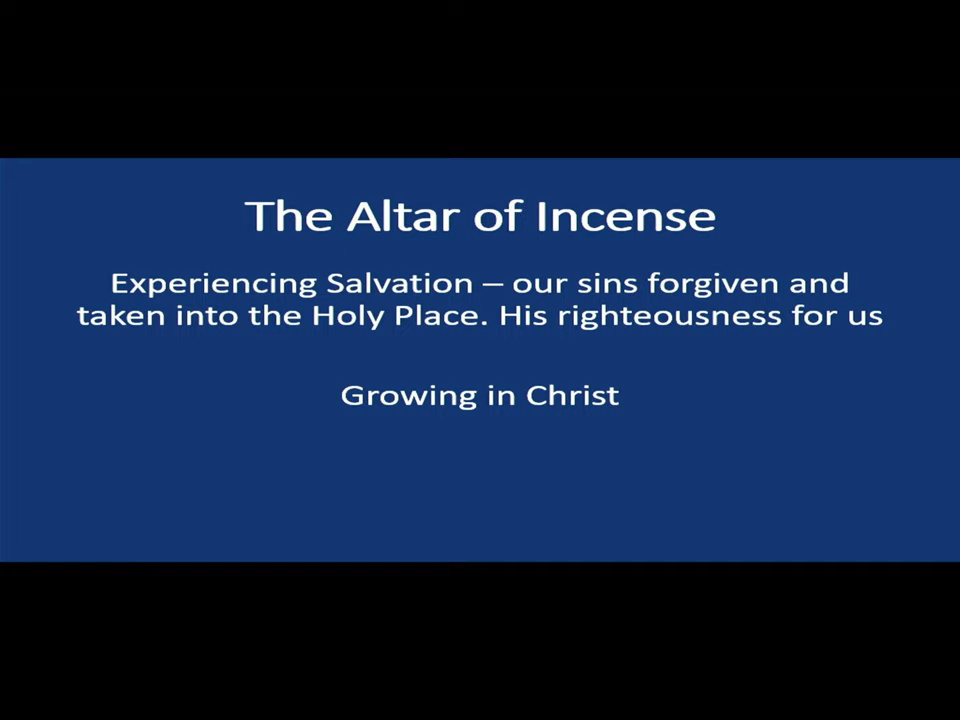 The Altar of Incense
Experiencing Salvation – our sins forgiven and
taken into the Holy Place. His righteousness for us
Growing in Christ